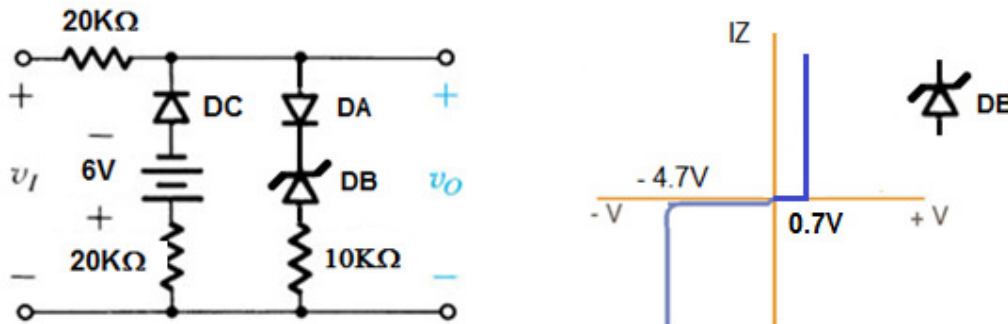 20KΩ
+
DC
DA
+
−
6V
v_I
DB
v_O
+
−
20KΩ
10KΩ
−
IZ
DB
- 4.7V
- V
0.7V
+ V